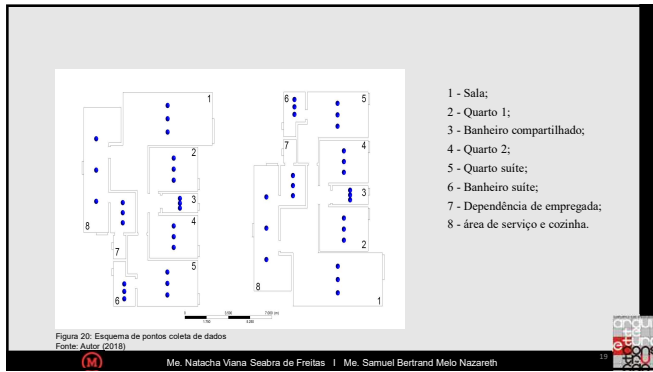 1
2
3
4
5
6
7
8
6
5
7
4
3
2
8
1
1 - Sala;
2 - Quarto 1;
3 - Banheiro compartilhado;
4 - Quarto 2;
5 - Quarto suíte;
6 - Banheiro suíte;
7 - Dependência de empregada;
8 - área de serviço e cozinha.
Figura 20: Esquema de pontos coleta de dados
Fonte: Autor (2018)
M
Me. Natacha Viana Seabra de Freitas I Me. Samuel Bertrand Melo Nazareth
19